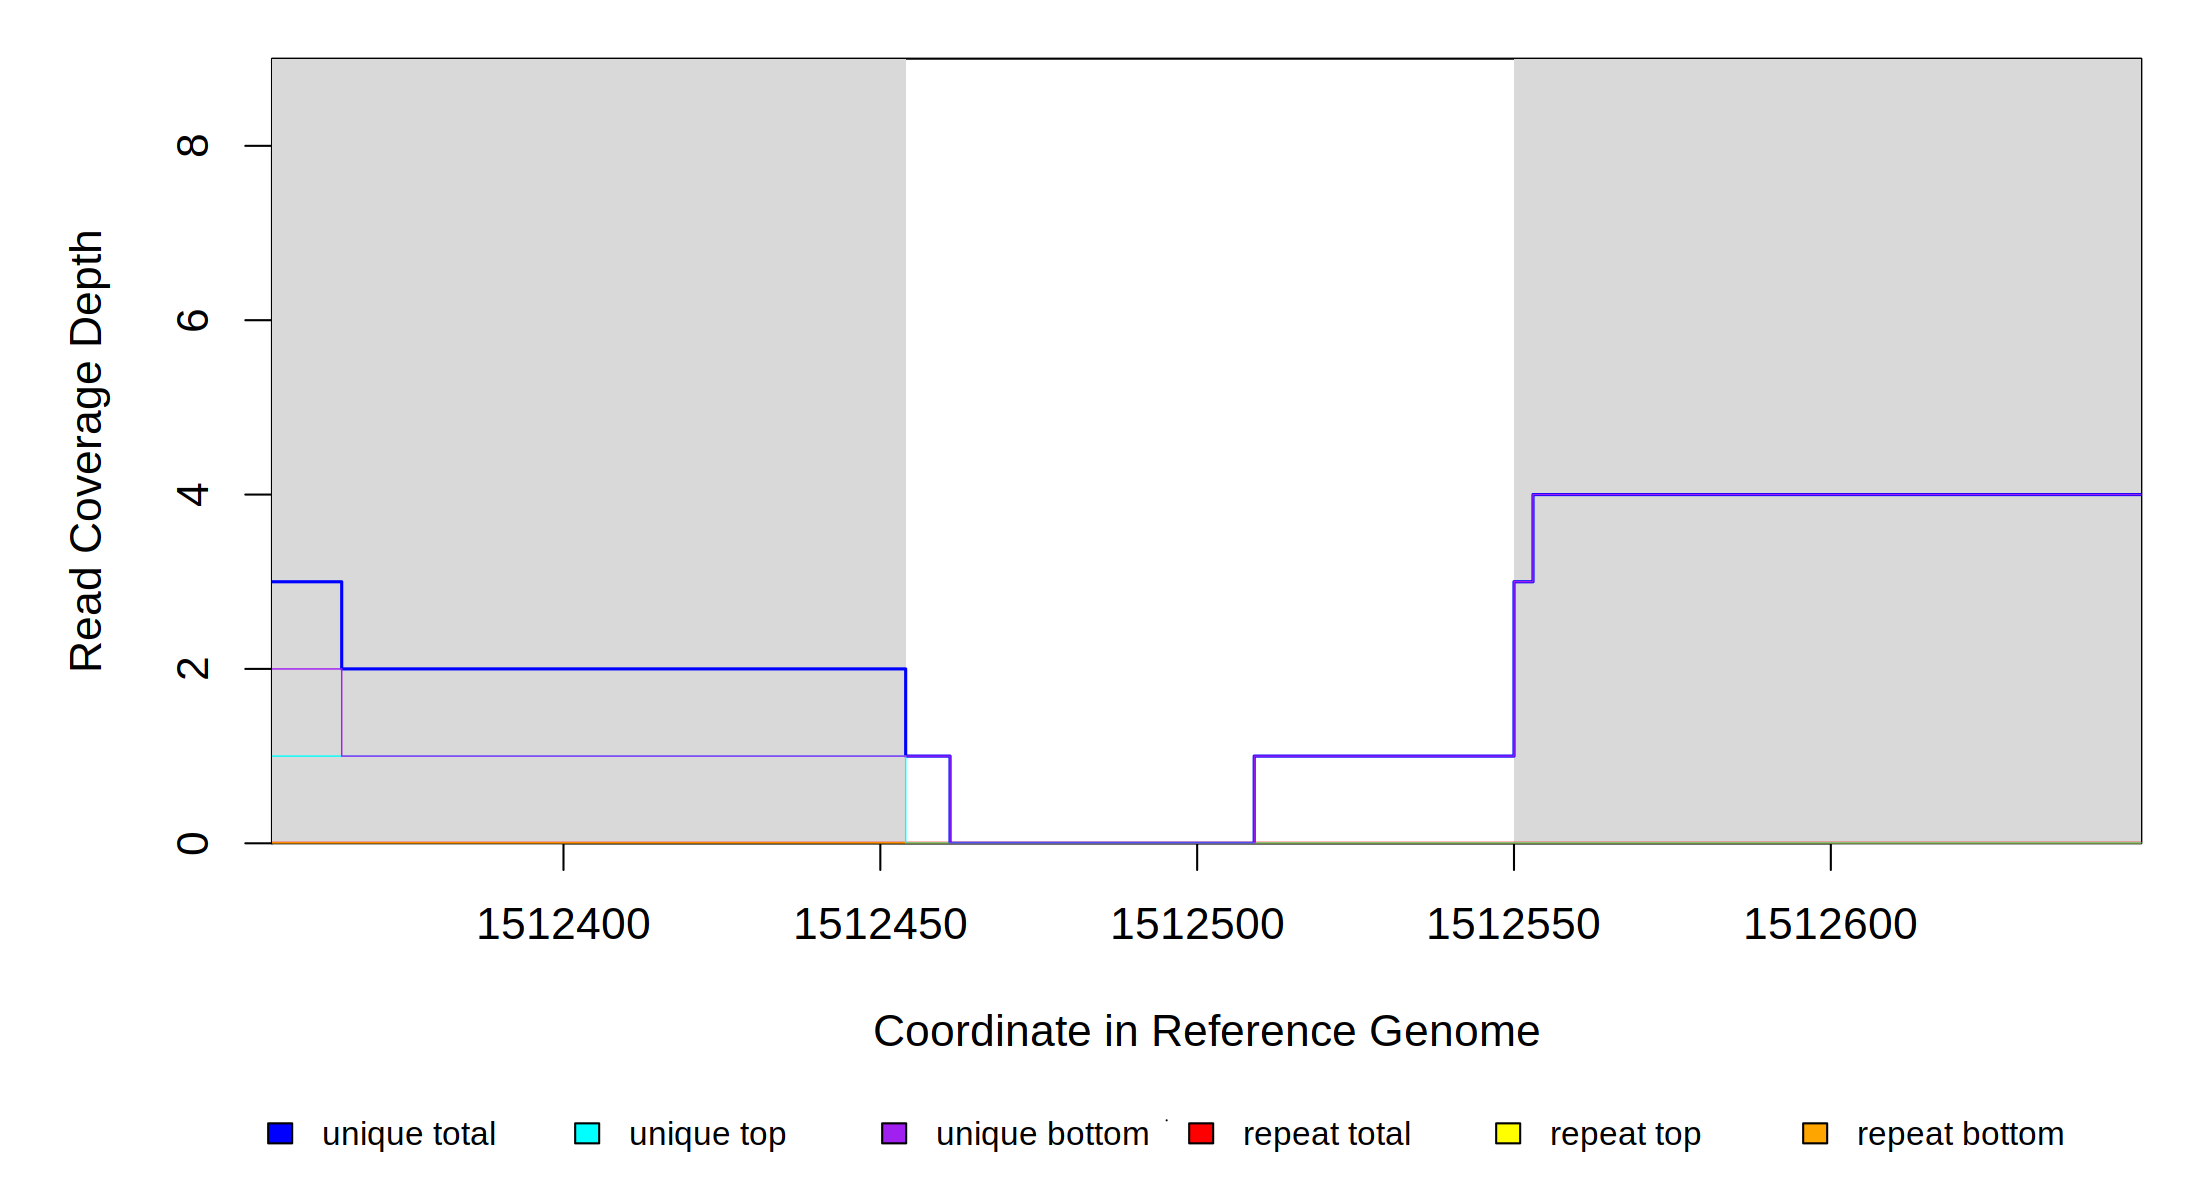 8
6
4
2
0
Read Coverage Depth
1512400 1512450 1512500 1512550 1512600
Coordinate in Reference Genome
unique total unique top unique bottom repeat total repeat top repeat bottom